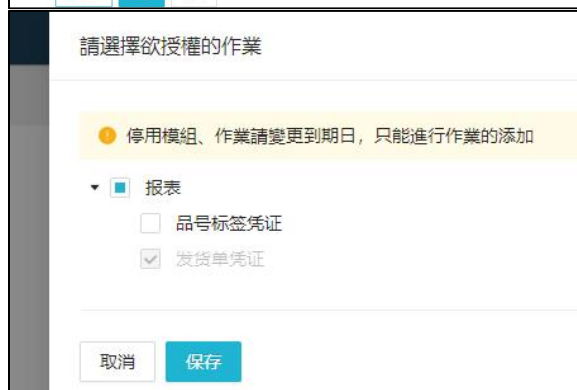 請選擇欲授權的作業
停用模組、作業請變更到期日，只能進行作業的添加
报表
品号标签凭证
发货单凭证
取消 保存